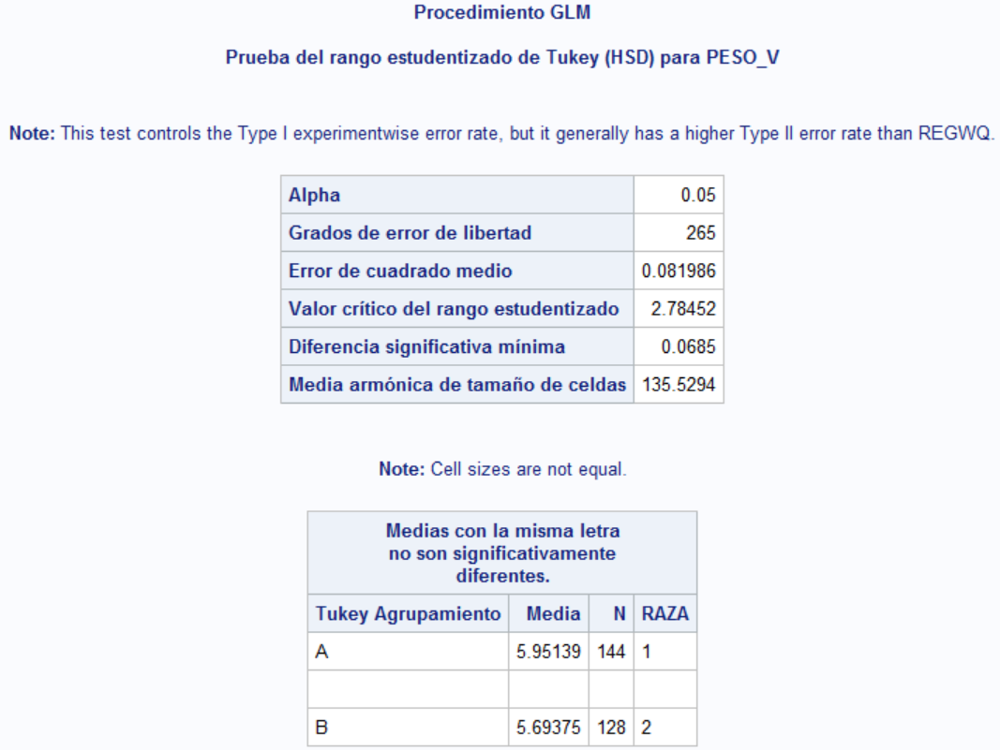 Procedimiento GLM
Prueba del rango estudentizado de Tukey (HSD) para PESO_V
Note: This test controls the Type I experimentwise error rate, but it generally has a higher Type II error rate than REGWQ.
Alpha 0.05
Grados de error de libertad 265
Error de cuadrado medio 0.081986
Valor crítico del rango estudentizado 2.78452
Diferencia significativa mínima 0.0685
Media armónica de tamaño de celdas 135.5294
Note: Cell sizes are not equal.
Medias con la misma letra
no son significativamente
diferentes.
Tukey Agrupamiento Media N RAZA
A 5.95139 144 1
B 5.69375 128 2